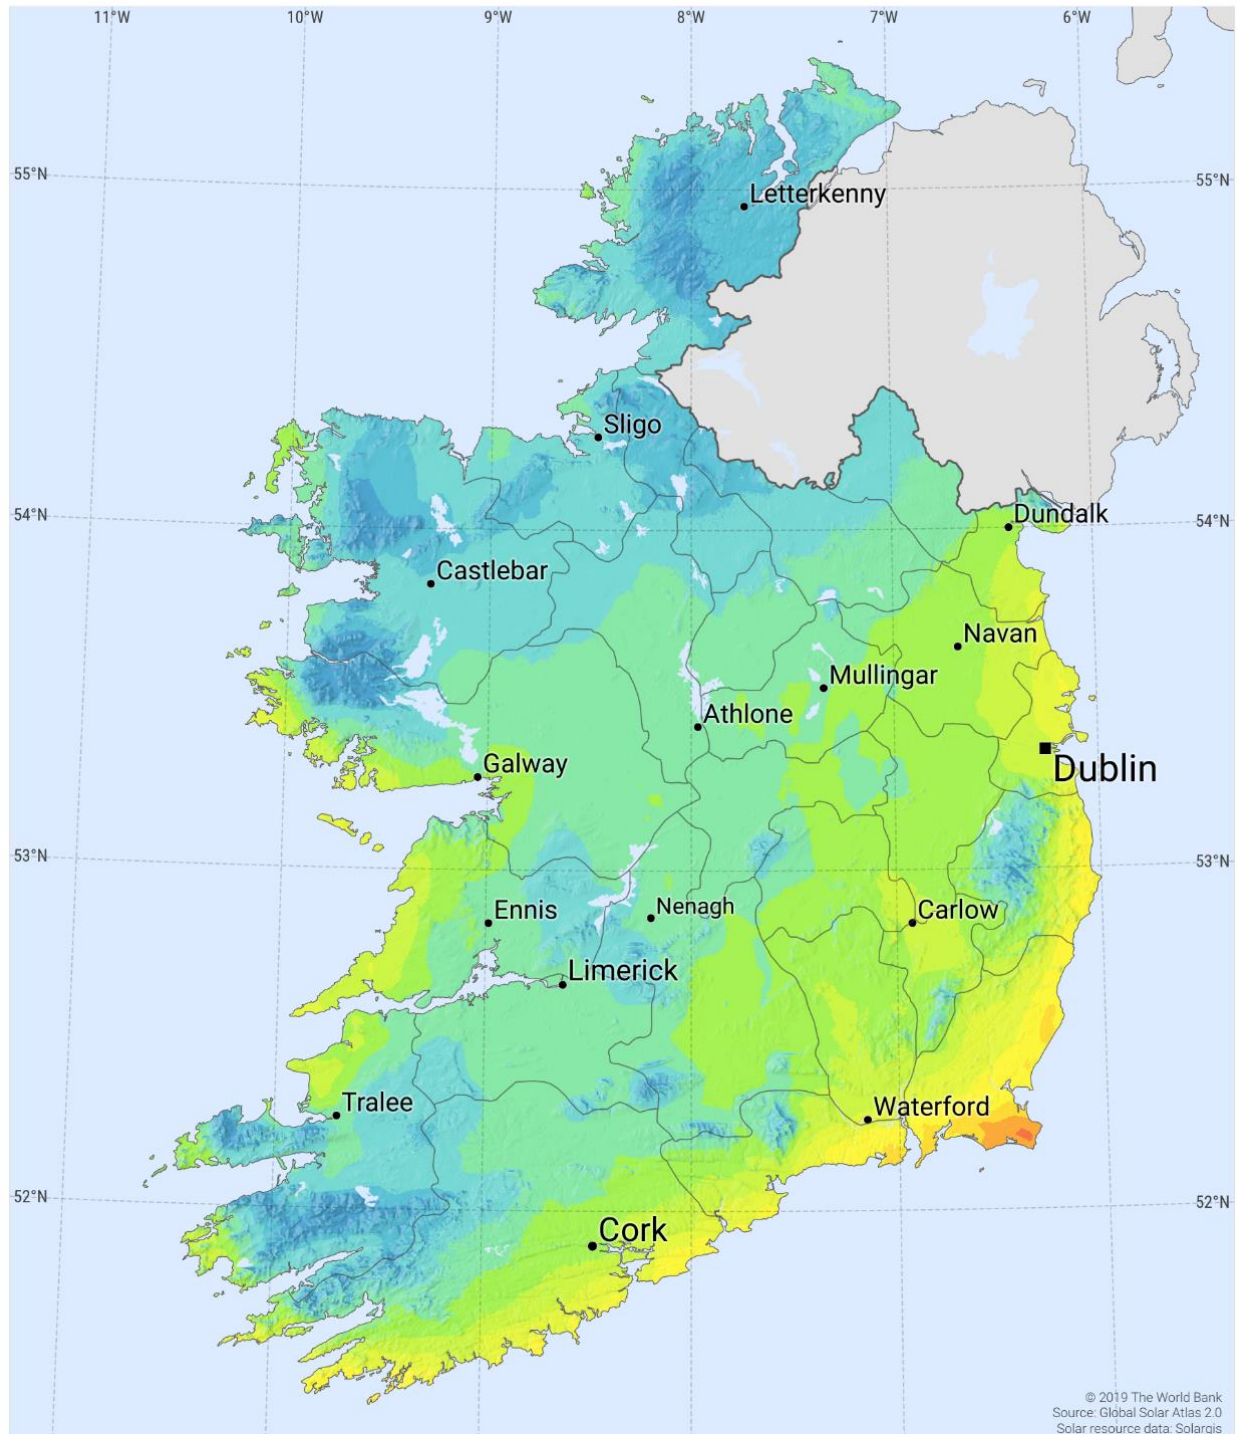 11°W 10°W 9°W 8°W 7°W 6°W
55°N 55°N
Letterkenny
Sligo
54°N 54°N
Dundalk
Castlebar
Navan
Mullingar
Athlone
Galway
Dublin
53°N 53°N
Ennis
Nenagh
Carlow
Limerick
Tralee
Waterford
52°N 52°N
Cork
© 2019 The World Bank
Source: Global Solar Atlas 2.0
Solar resource data: Solargis